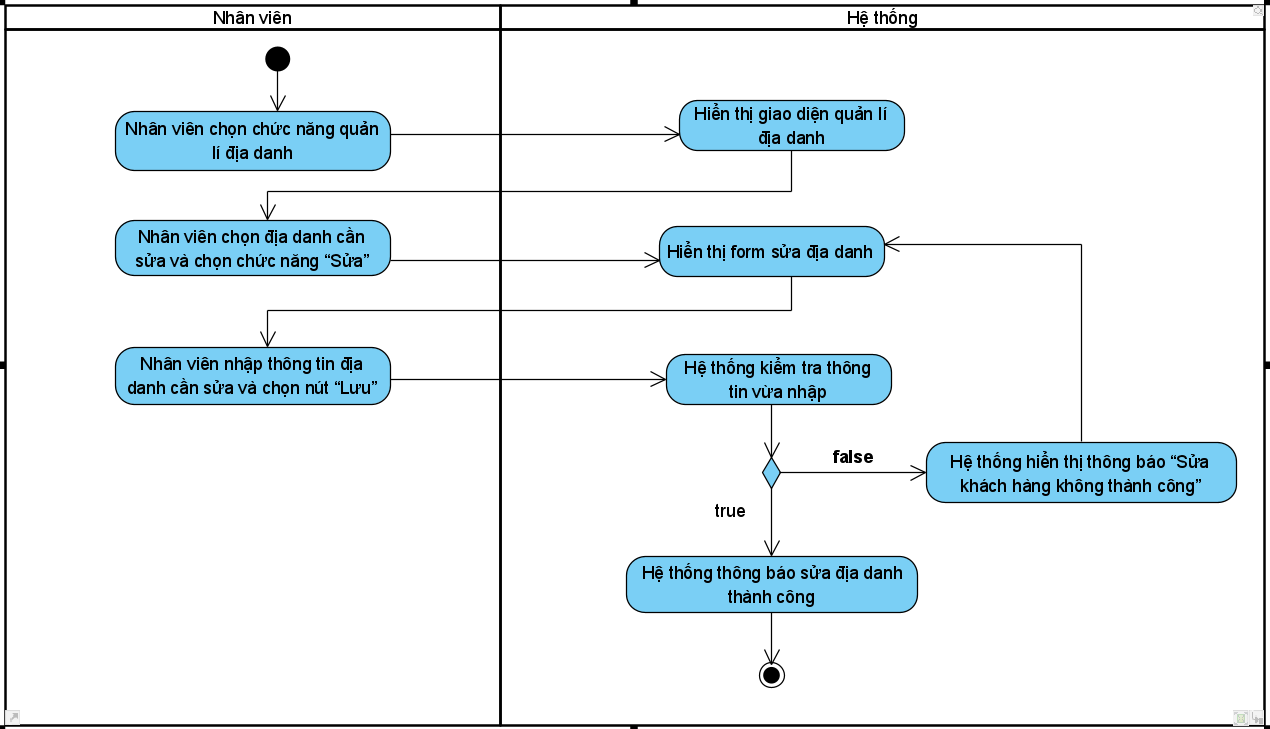 Nhân viên
Hệ thống
Nhân viên chọn chức năng quản
lí địa danh
Hiển thị giao diện quản lí
địa danh
Nhân viên chọn địa danh cần
sửa và chọn chức năng “Sửa”
Hiển thị form sửa địa danh
Nhân viên nhập thông tin địa
danh cần sửa và chọn nút “Lưu”
Hệ thống kiểm tra thông
tin vừa nhập
false
Hệ thống hiển thị thông báo “Sửa
khách hàng không thành công”
true
Hệ thống thông báo sửa địa danh
thành công